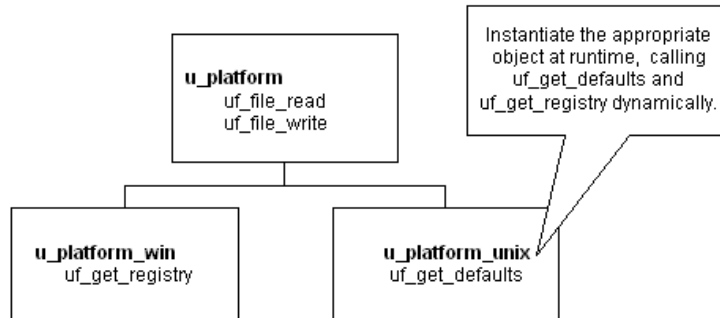 Instantiate the appropriate
object at runtime, calling
uf_get_defaults and
uf_get_registry dynamically.
u_platform
uf_file_read
uf_file_write
u_platform_win
uf_get_registry
u_platform_unix
uf_get_defaults